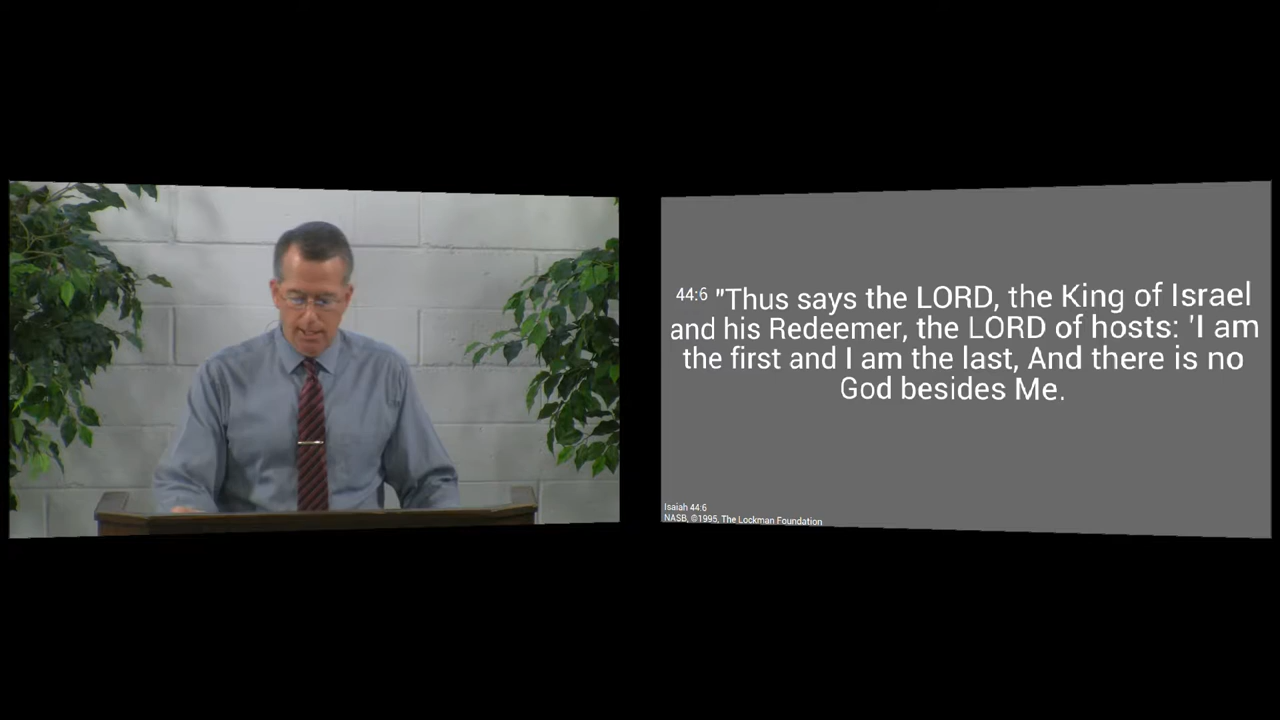 44:6 "Thus says the LORD, the King of Israel
and his Redeemer, the LORD of hosts: 'I am
the first and I am the last, And there is no
God besides Me.
Isaiah 44:6
NASB, ©1995, The Lockman Foundation